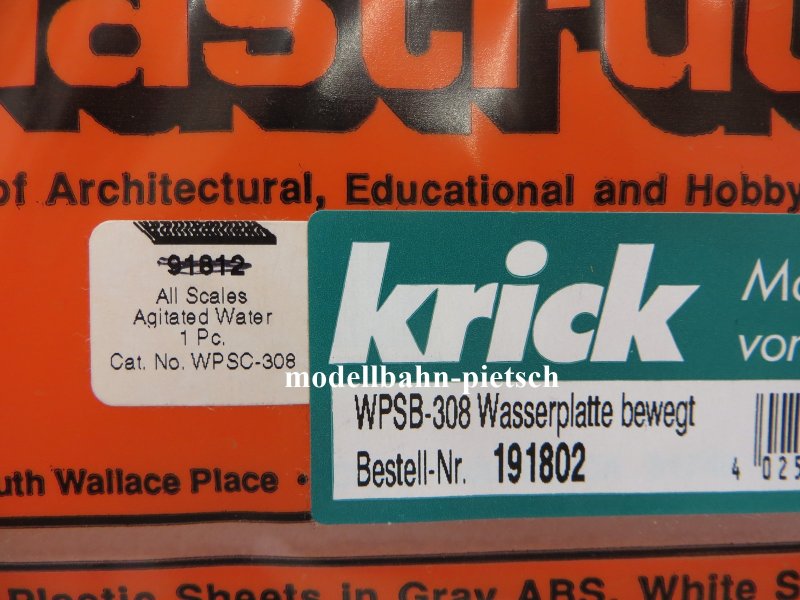 of Architectural, Educational and Hobby
91812
All Scales
Agitated Water
1 Pc.
Cat. No. WPSC-308
krick
vor
modellbahn-pietsch
WPSB-308 Wasserplatte bewegt
Bestell-Nr. 191802
4 025
uth Wallace Place •
Plastic Sheets in Gray ABS, White S